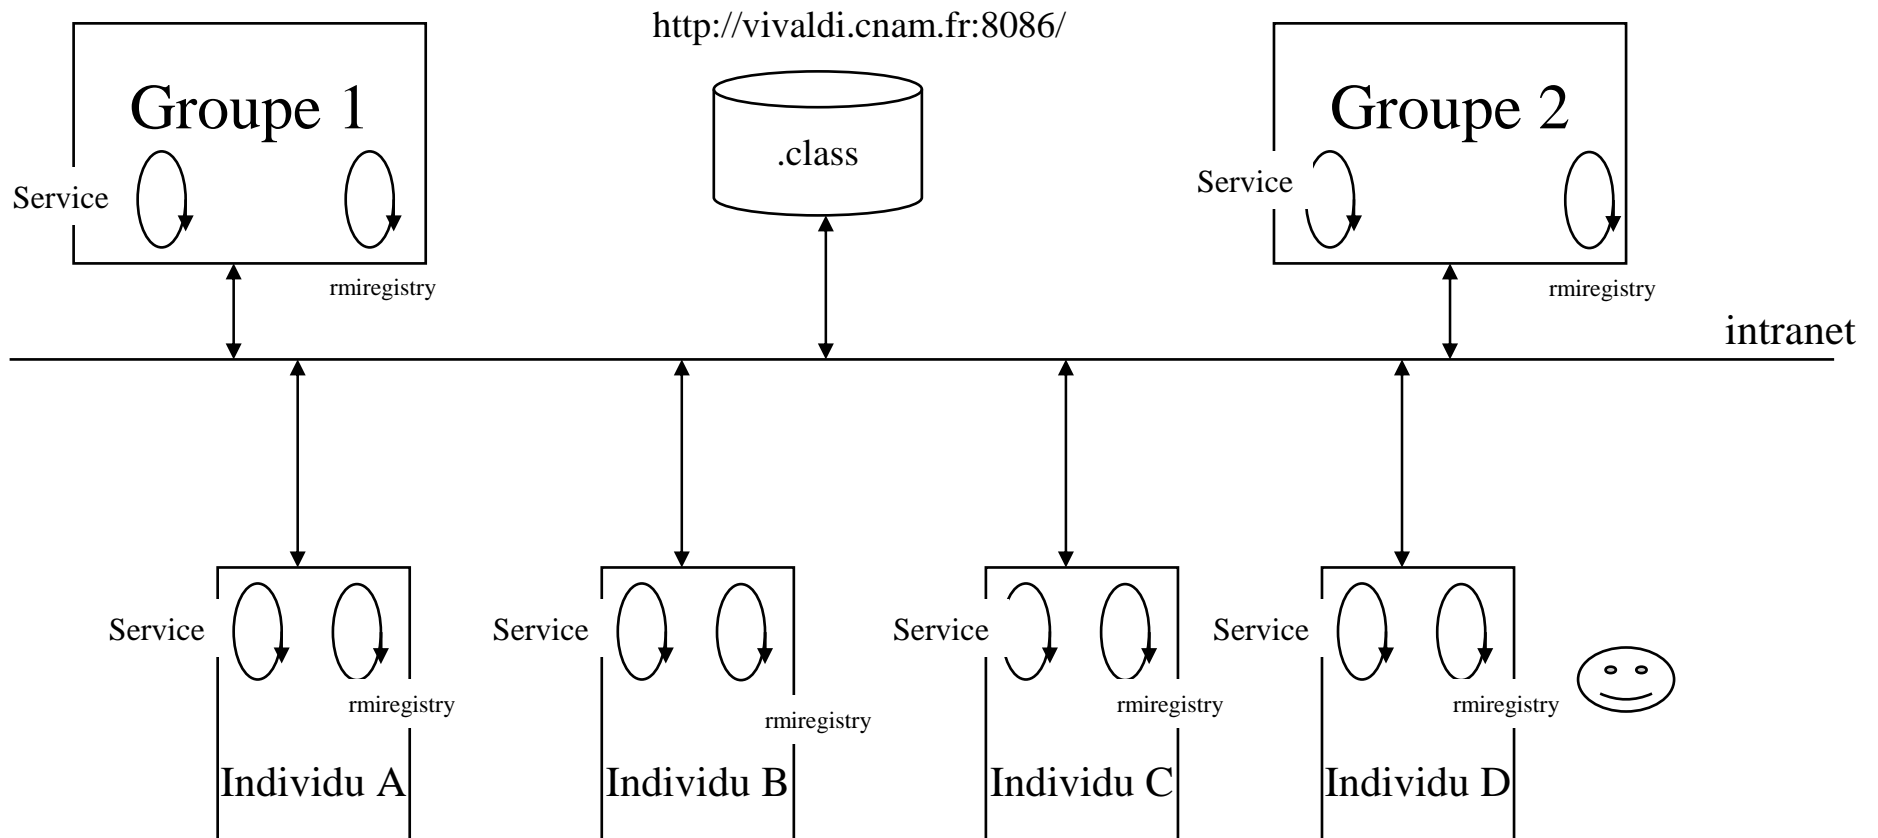 http://vivaldi.cnam.fr:8086/
Groupe 1
Groupe 2
.class
Service
Service
rmiregistry
rmiregistry
intranet
Service
Service
Service
Service
rmiregistry
rmiregistry
rmiregistry
rmiregistry
Individu A
Individu B
Individu C
Individu D